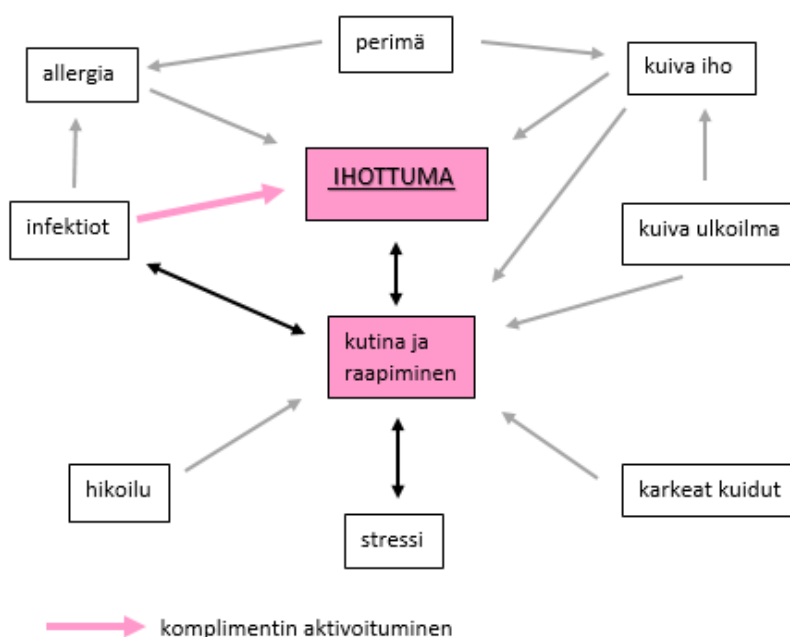 perimä
allergia
kuiva iho
IHOTTUMA
infektiot
kuiva ulkoilma
kutina ja
raapiminen
hikoilu
karkeat kuidut
stressi
komplimentin aktivoituminen